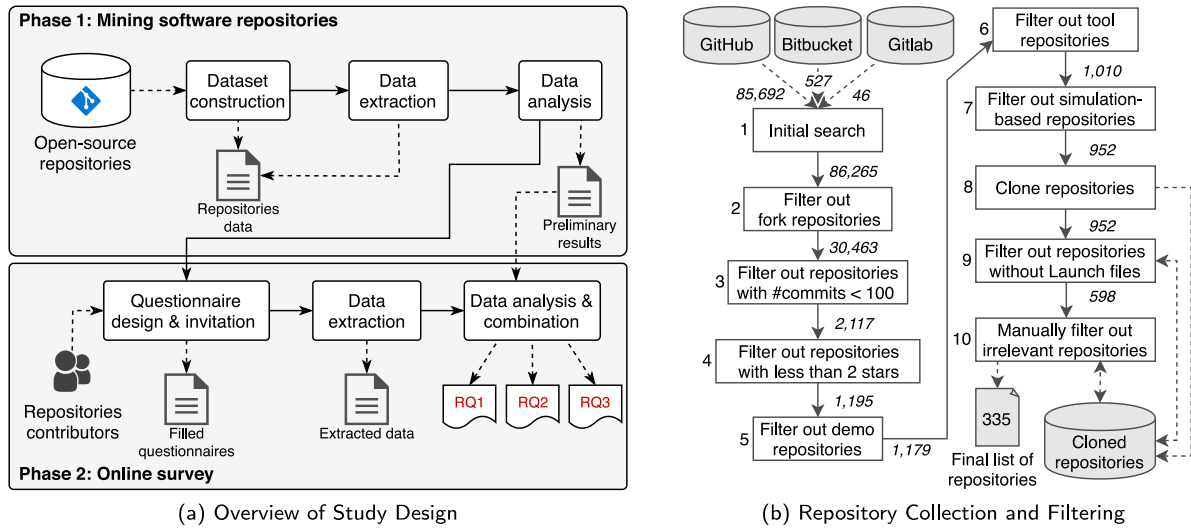 Phase 1: Mining software repositories
Open-source
repositories
Dataset
construction
Data
extraction
Data
analysis
Repositories
data
Preliminary
results
Questionnaire
design & invitation
Data
extraction
Data analysis &
combination
Repositories
contributors
Filled
questionnaires
Extracted data
RQ1
RQ2
RQ3
Phase 2: Online survey
(a) Overview of Study Design
GitHub
Bitbucket
Gitlab
85,692
527
46
1
Initial search
86,265
2
Filter out
fork repositories
30,463
3
Filter out repositories
with #commits < 100
2,117
4
Filter out repositories
with less than 2 stars
1,195
5
Filter out demo
repositories
1,179
6
Filter out tool
repositories
1,010
7
Filter out simulation-
based repositories
952
8
Clone repositories
952
9
Filter out repositories
without Launch files
598
10
Manually filter out
irrelevant repositories
335
Final list of
repositories
Cloned
repositories
(b) Repository Collection and Filtering